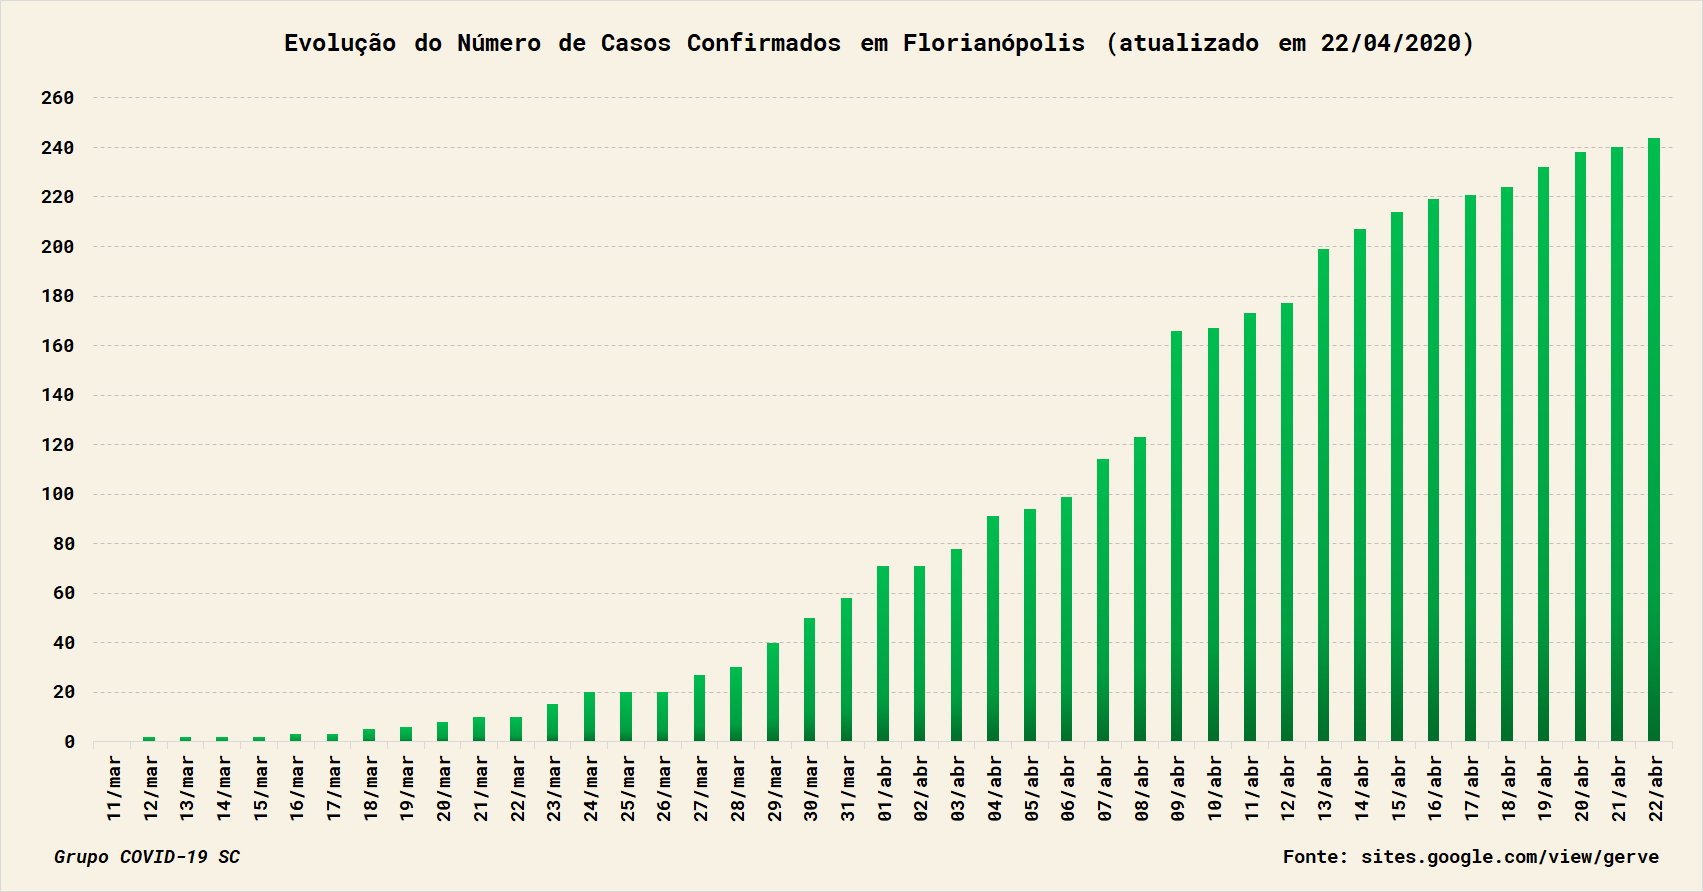 Evolução do Número de Casos Confirmados em Florianópolis (atualizado em 22/04/2020)
260
240
220
200
180
160
140
120
100
80
60
40
20
0
11/mar
12/mar
13/mar
14/mar
15/mar
16/mar
17/mar
18/mar
19/mar
20/mar
21/mar
22/mar
23/mar
24/mar
25/mar
26/mar
27/mar
28/mar
29/mar
30/mar
31/mar
01/abr
02/abr
03/abr
04/abr
05/abr
06/abr
07/abr
08/abr
09/abr
10/abr
11/abr
12/abr
13/abr
14/abr
15/abr
16/abr
17/abr
18/abr
19/abr
20/abr
21/abr
22/abr
Grupo COVID-19 SC
Fonte: sites.google.com/view/gerve